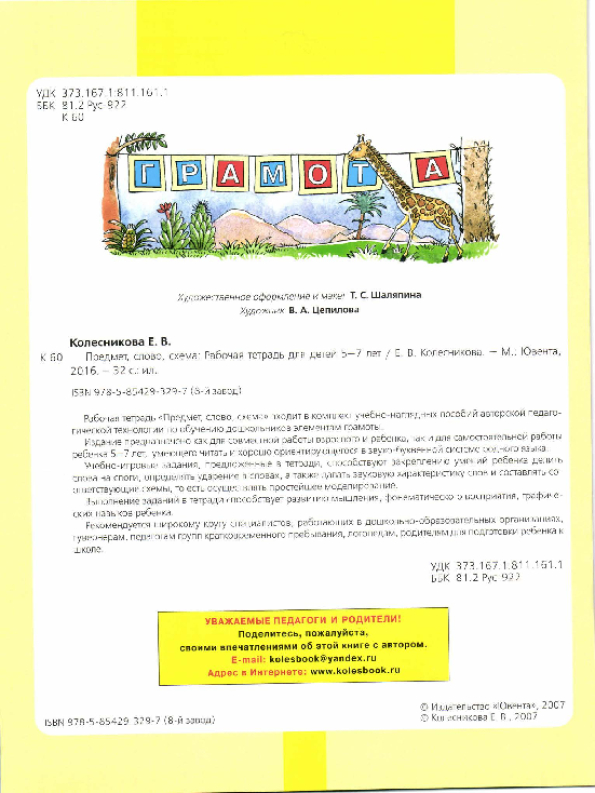 УДК 373.167.1:811.161.1
ББК 81.2 Рус-922
К 60
ГРАМОТА
Художественное оформление и макет Т. С. Шаляпина
Художник В. А. Цепилова
Колесникова Е. В.
К 60 Предмет, слово, схема: Рабочая тетрадь для детей 5–7 лет / Е. В. Колесникова. — М.: Ювента,
2016. — 32 с.: ил.
ISBN 978-5-85429-329-7 (8-й завод)
Рабочая тетрадь «Предмет, слово, схема» входит в комплект учебно-наглядных пособий авторской педаго-
гической технологии по обучению дошкольников элементам грамоты.
Издание предназначено как для совместной работы взрослого и ребенка, так и для самостоятельной работы
ребенка 5–7 лет, умеющего читать и хорошо ориентирующегося в звуко-буквенной системе родного языка.
Учебно-игровые задания, предложенные в тетради, способствуют закреплению умений ребенка делить
слова на слоги, определять ударение в словах, а также давать звуковую характеристику слов и составлять со-
ответствующие схемы, то есть осуществлять простейшее моделирование.
Выполнение заданий в тетради способствует развитию мышления, фонематического восприятия, графиче-
ских навыков ребенка.
Рекомендуется широкому кругу специалистов, работающих в дошкольно-образовательных организациях,
гувернерам, педагогам групп кратковременного пребывания, логопедам, родителям для подготовки ребенка к
школе.
УДК 373.167.1:811.161.1
ББК 81.2 Рус-922
УВАЖАЕМЫЕ ПЕДАГОГИ И РОДИТЕЛИ!
Поделитесь, пожалуйста,
своими впечатлениями об этой книге с автором.
E-mail: kolesbook@yandex.ru
Адрес в Интернете: www.kolesbook.ru
© Издательство «Ювента», 2007
ISBN 978-5-85429-329-7 (8-й завод) © Колесникова Е. В., 2007